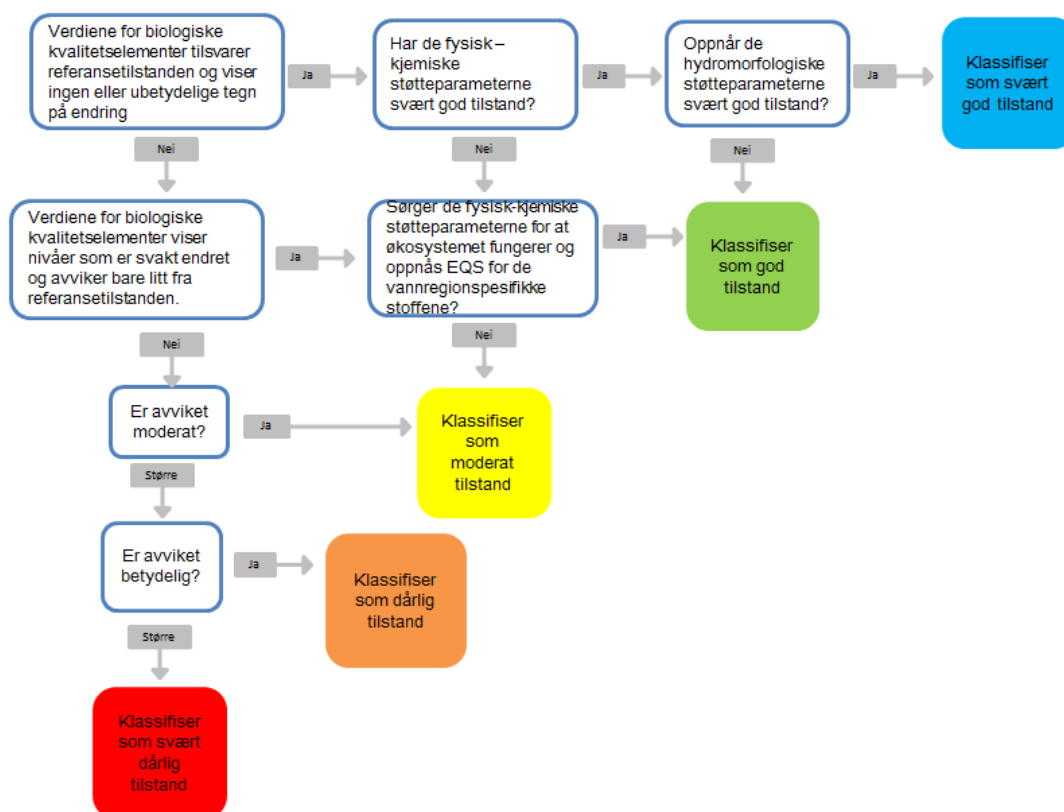 Verdiene for biologiske
kvalitetselementer tilsvarer
referansetilstanden og viser
ingen eller ubetydelige tegn
på endring
Ja
Har de fysisk –
kjemiske
støtteparameterne
svært god tilstand?
Ja
Oppnår de
hydromorfologiske
støtteparameterne
svært god tilstand?
Ja
Klassifiser
som svært
god tilstand
Nei
Nei
Nei
Verdiene for biologiske
kvalitetselementer viser
nivåer som er svakt endret
og avviker bare litt fra
referansetilstanden.
Ja
Sørger de fysisk-kjemiske
støtteparameterne for at
økosystemet fungerer og
oppnås EQS for de
vannregionspesifikke
stoffene?
Ja
Klassifiser
som god
tilstand
Nei
Nei
Er avviket
moderat?
Ja
Klassifiser
som
moderat
tilstand
Større
Er avviket
betydelig?
Ja
Klassifiser
som dårlig
tilstand
Større
Klassifiser
som svært
dårlig
tilstand